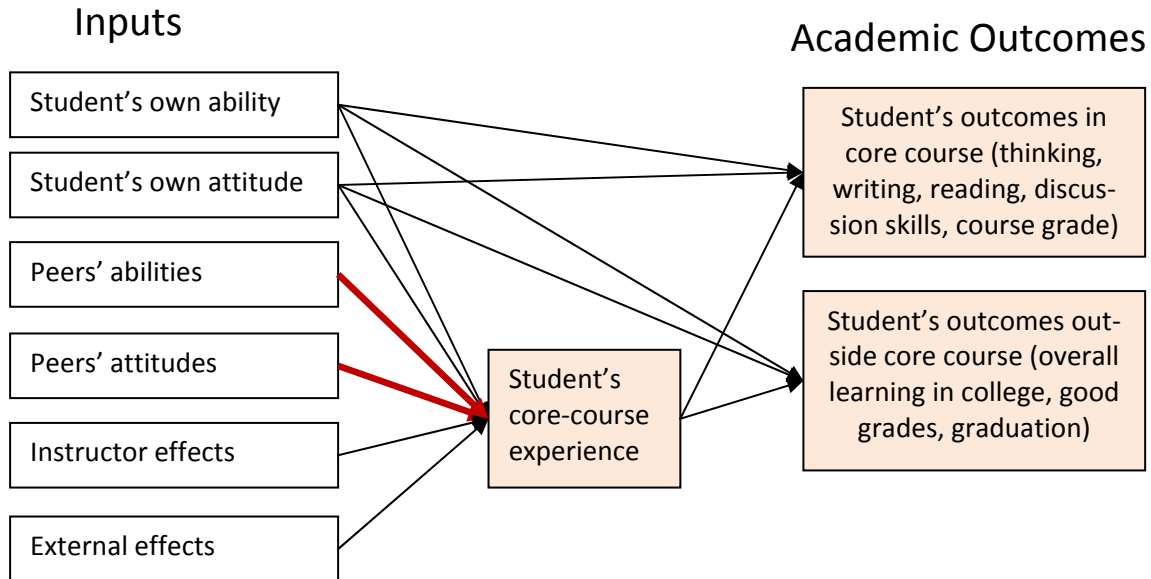 Inputs
Academic Outcomes
Student’s own ability
Student’s own attitude
Peers’ abilities
Peers’ attitudes
Instructor effects
External effects
Student’s
core-course
experience
Student’s outcomes in
core course (thinking,
writing, reading, discus-
sion skills, course grade)
Student’s outcomes out-
side core course (overall
learning in college, good
grades, graduation)